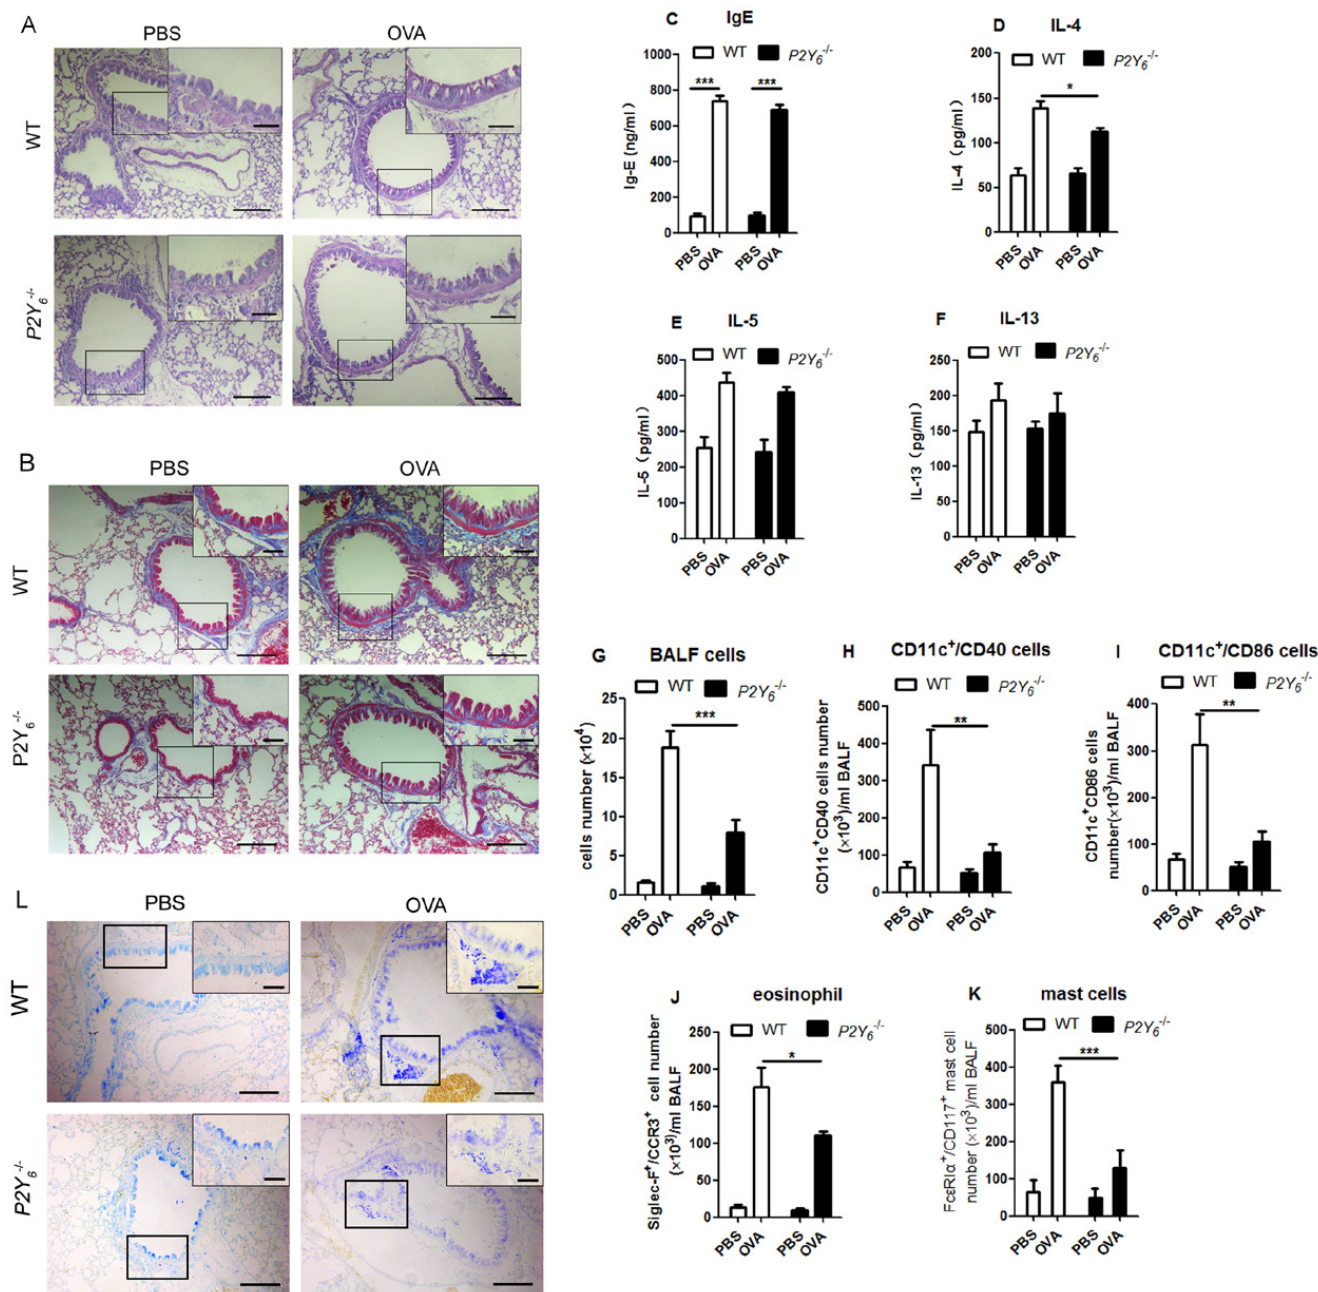 A
PBS OVA
WT
P2Y6-/-
B
PBS OVA
WT
P2Y6-/-
L
PBS OVA
WT
P2Y6-/-
C IgE
WT P2Y6-/-
Ig-E (ng/ml)
1000
800
600
400
200
0
*** ***
PBS OVA PBS OVA
D IL-4
WT P2Y6-/-
IL-4 (pg/ml)
200
150
100
50
0
*
PBS OVA PBS OVA
E IL-5
WT P2Y6-/-
IL-5 (pg/ml)
500
400
300
200
100
0
PBS OVA PBS OVA
F IL-13
WT P2Y6-/-
IL-13 (pg/ml)
250
200
150
100
50
0
PBS OVA PBS OVA
G BALF cells
WT P2Y6-/-
cells number (×10⁴)
25
20
15
10
5
0
***
PBS OVA PBS OVA
H CD11c⁺/CD40 cells
WT P2Y6-/-
CD11c⁺CD40 cells number
(×10³)/ml BALF
500
400
300
200
100
0
**
PBS OVA PBS OVA
I CD11c⁺/CD86 cells
WT P2Y6-/-
CD11c⁺CD86 cells
number(×10³)/ml BALF
400
300
200
100
0
**
PBS OVA PBS OVA
J eosinophil
WT P2Y6-/-
Siglec-F⁺/CR3⁺ cell number
(×10³)/ml BALF
250
200
150
100
50
0
*
PBS OVA PBS OVA
K mast cells
WT P2Y6-/-
FcεRIα⁺/CD117⁺ mast cell
number (×10³)/ml BALF
500
400
300
200
100
0
***
PBS OVA PBS OVA